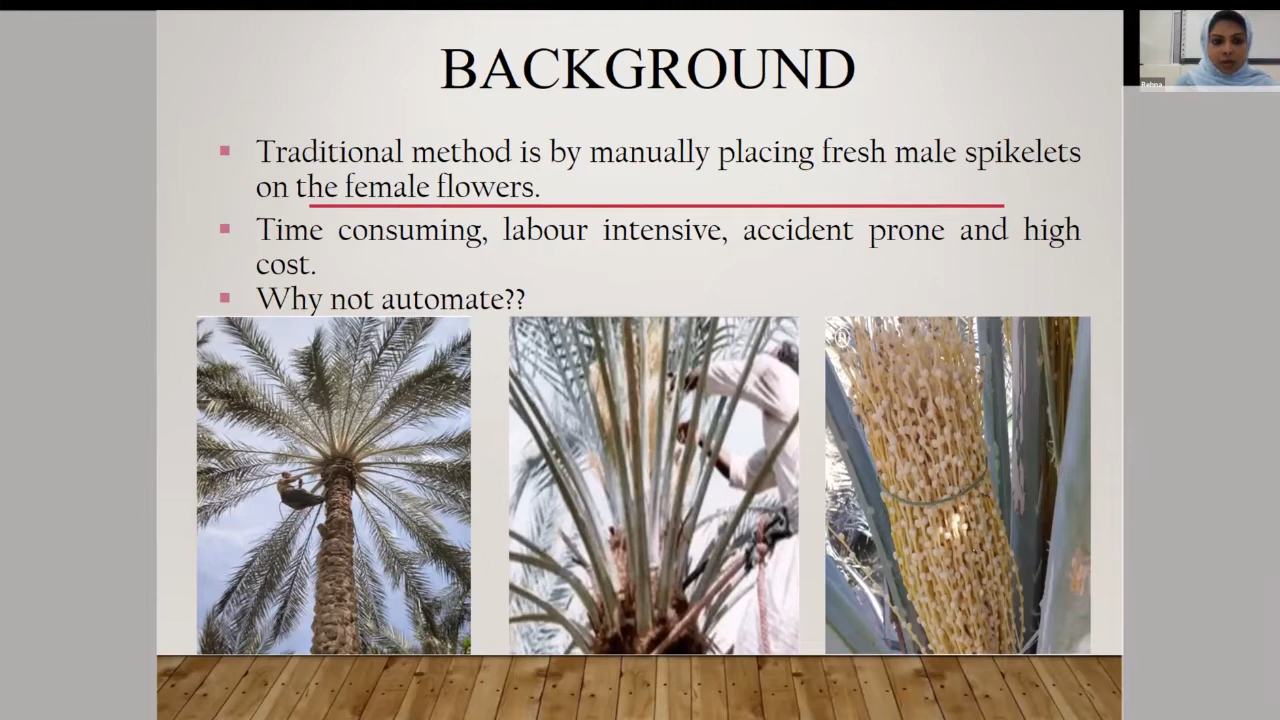 BACKGROUND
Traditional method is by manually placing fresh male spikelets
on the female flowers.
Time consuming, labour intensive, accident prone and high
cost.
Why not automate??
®
Rehna